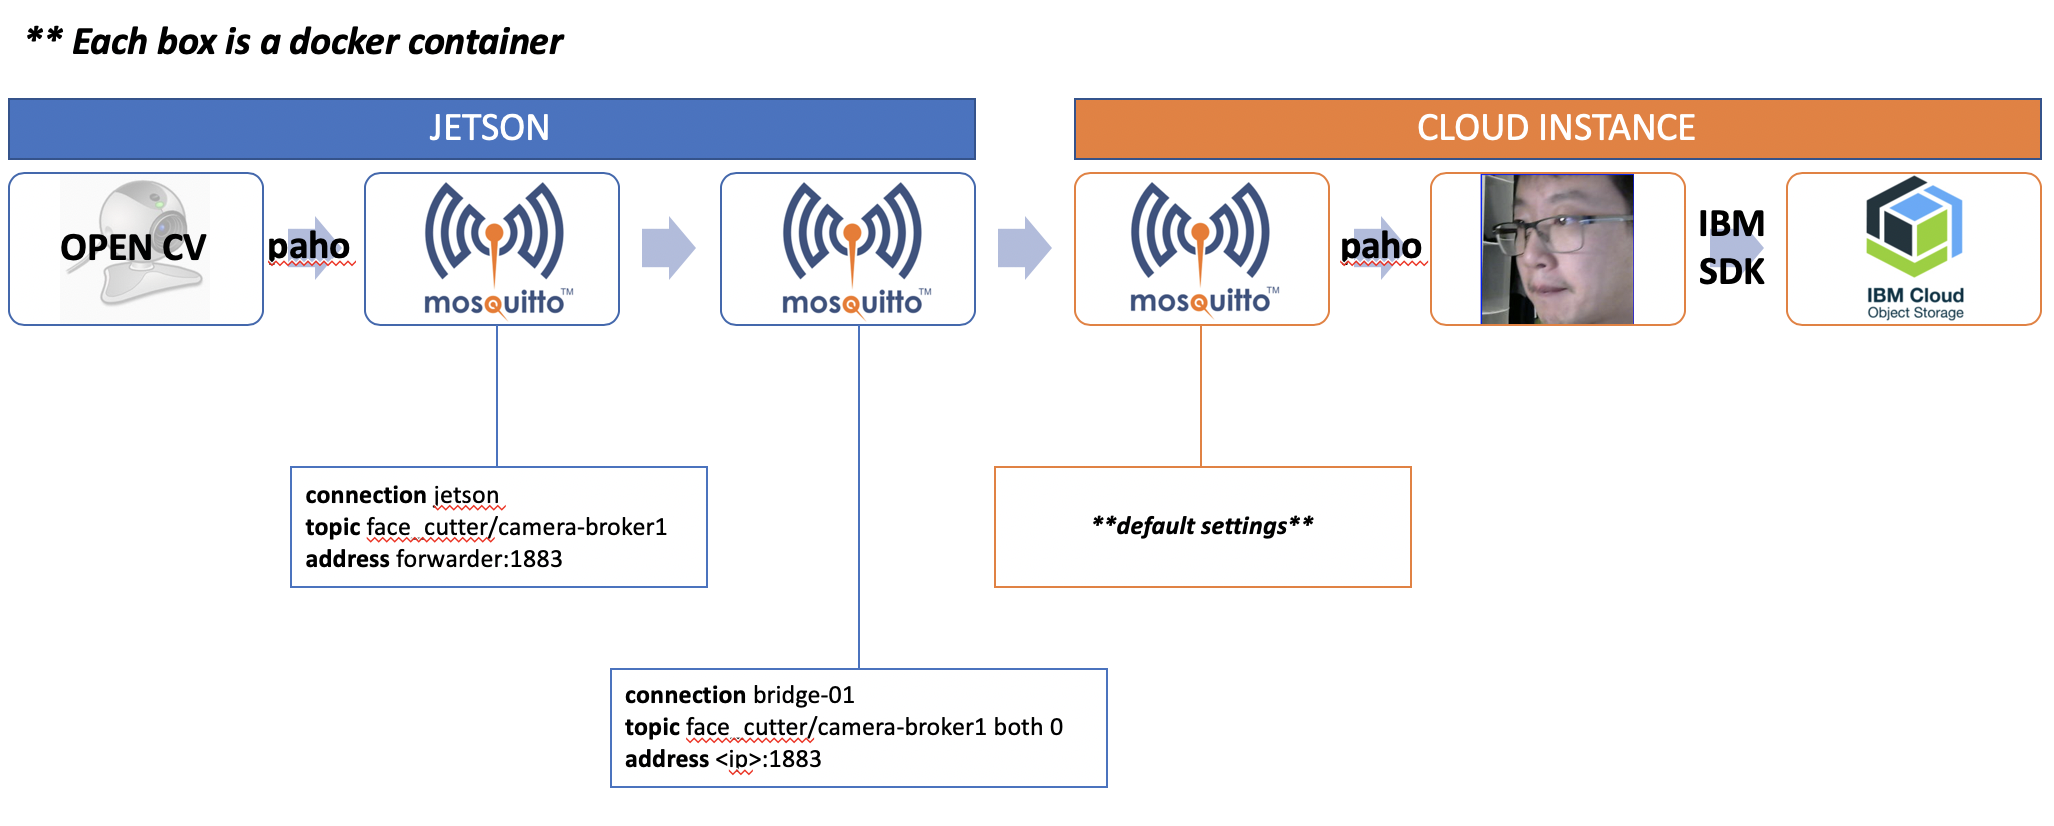 ** Each box is a docker container
JETSON
CLOUD INSTANCE
OPEN CV
paho
mosquitto™
mosquitto™
mosquitto™
paho
IBM
SDK
IBM Cloud
Object Storage
connection jetson
topic face_cutter/camera-broker1
address forwarder:1883
**default settings**
connection bridge-01
topic face_cutter/camera-broker1 both 0
address <ip>:1883